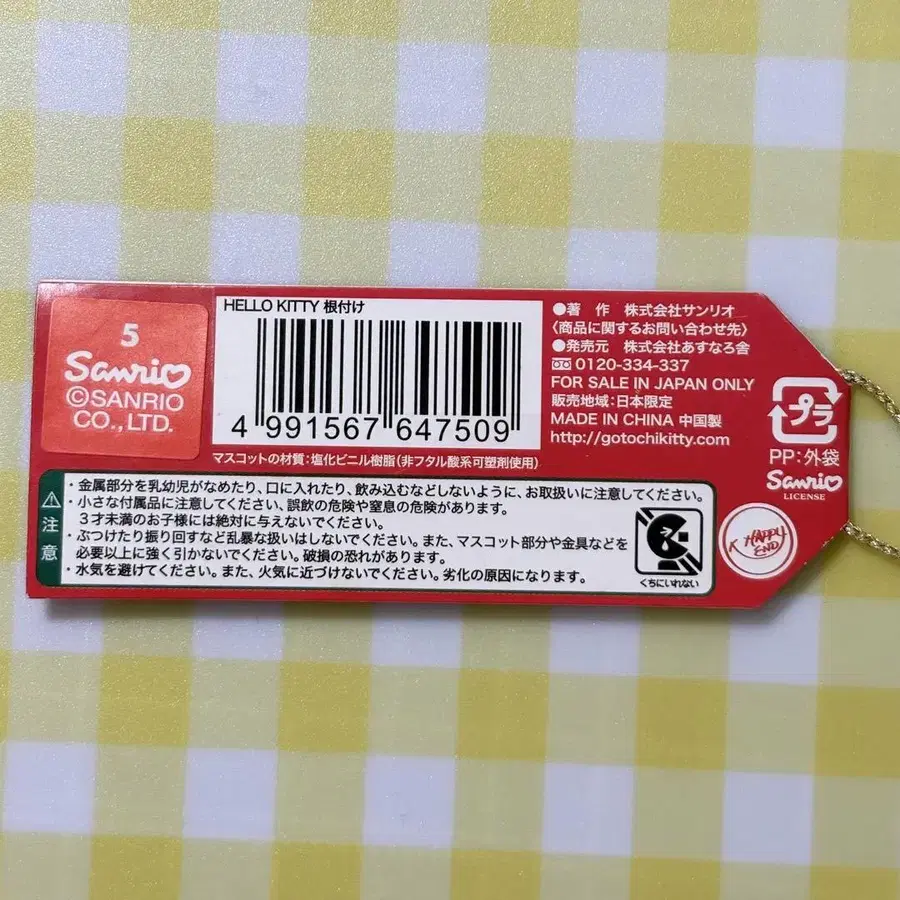 5
Sanrio
©SANRIO
CO.,LTD.
HELLO KITTY 根付け
4 991567 647509
マスコットの材質:塩化ビニル樹脂(非フタル酸系可塑剤使用)
●著 作 株式会社サンリオ
〈商品に関するお問い合わせ先〉
●発売元 株式会社あすなろ舎
0120-334-337
FOR SALE IN JAPAN ONLY
販売地域:日本限定
MADE IN CHINA 中国製
http://gotochikitty.com
プラ
PP:外袋
Sanrio
LICENSE
注意
・金属部分を乳幼児がなめたり、口に入れたり、飲み込むなどしないように、お取扱いに注意してください。
・小さな付属品に注意してください、誤飲の危険や窒息の危険があります。
3才未満のお子様には絶対に与えないでください。
・ぶつけたり振り回すなど乱暴な扱いはしないでください。また、マスコット部分や金具などを
必要以上に強く引かないでください。破損の恐れがあります。
・水気を避けてください。また、火気に近づけないでください。劣化の原因になります。
くちにいれない
K HAPPY
END